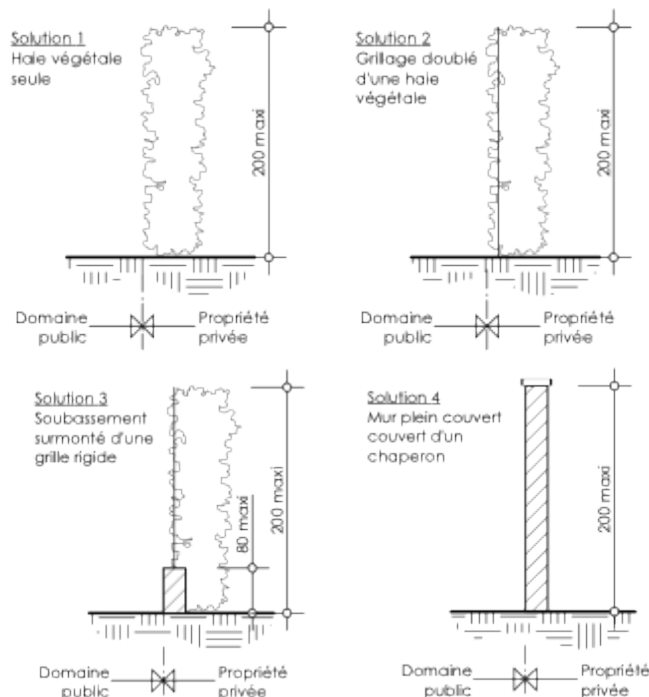 Solution 1
Haie végétale
seule
200 maxi
Domaine
public
Propriété
privée
Solution 2
Grillage doublé
d'une haie
végétale
200 maxi
Domaine
public
Propriété
privée
Solution 3
Soubassement
surmonté d'une
grille rigide
80 maxi
200 maxi
Domaine
public
Propriété
privée
Solution 4
Mur plein couvert
couvert d'un
chaperon
200 maxi
Domaine
public
Propriété
privée